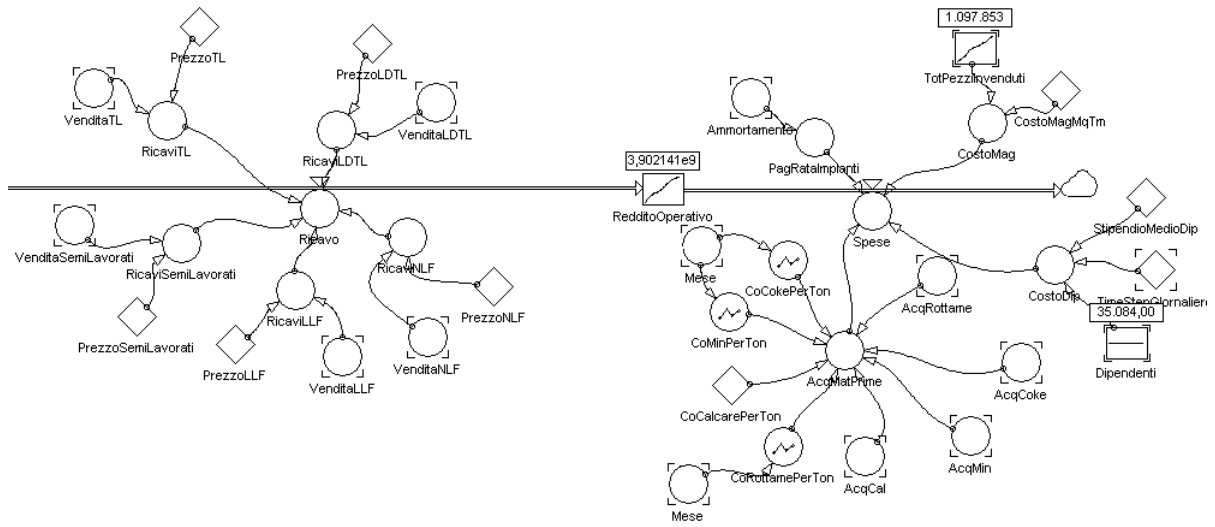 1.097.853
PrezzoTL
PrezzoLDTL
TotPezziInvenduti
VenditaTL
VenditaLDTL
Ammortamento
CostoMagMqTm
RicaviTL
RicaviLDTL
PagRataImpianti
CostoMag
3,902141e9
RedditoOperativo
Ricavo
Spese
StipendioMedioDip
VenditaSemiLavorati
RicaviSemiLavorati
RicaviNLF
Mese
CoCokePerTon
AcqRottame
CostoDip
TimeStepGiornaliero
PrezzoNLF
35.084,00
RicaviLLF
CoMinPerTon
PrezzoSemiLavorati
PrezzoLLF
VenditaLLF
VenditaNLF
AcqMatPrime
Dipendenti
CoCalcarePerTon
AcqCoke
CoRottamePerTon
AcqCal
AcqMin
Mese